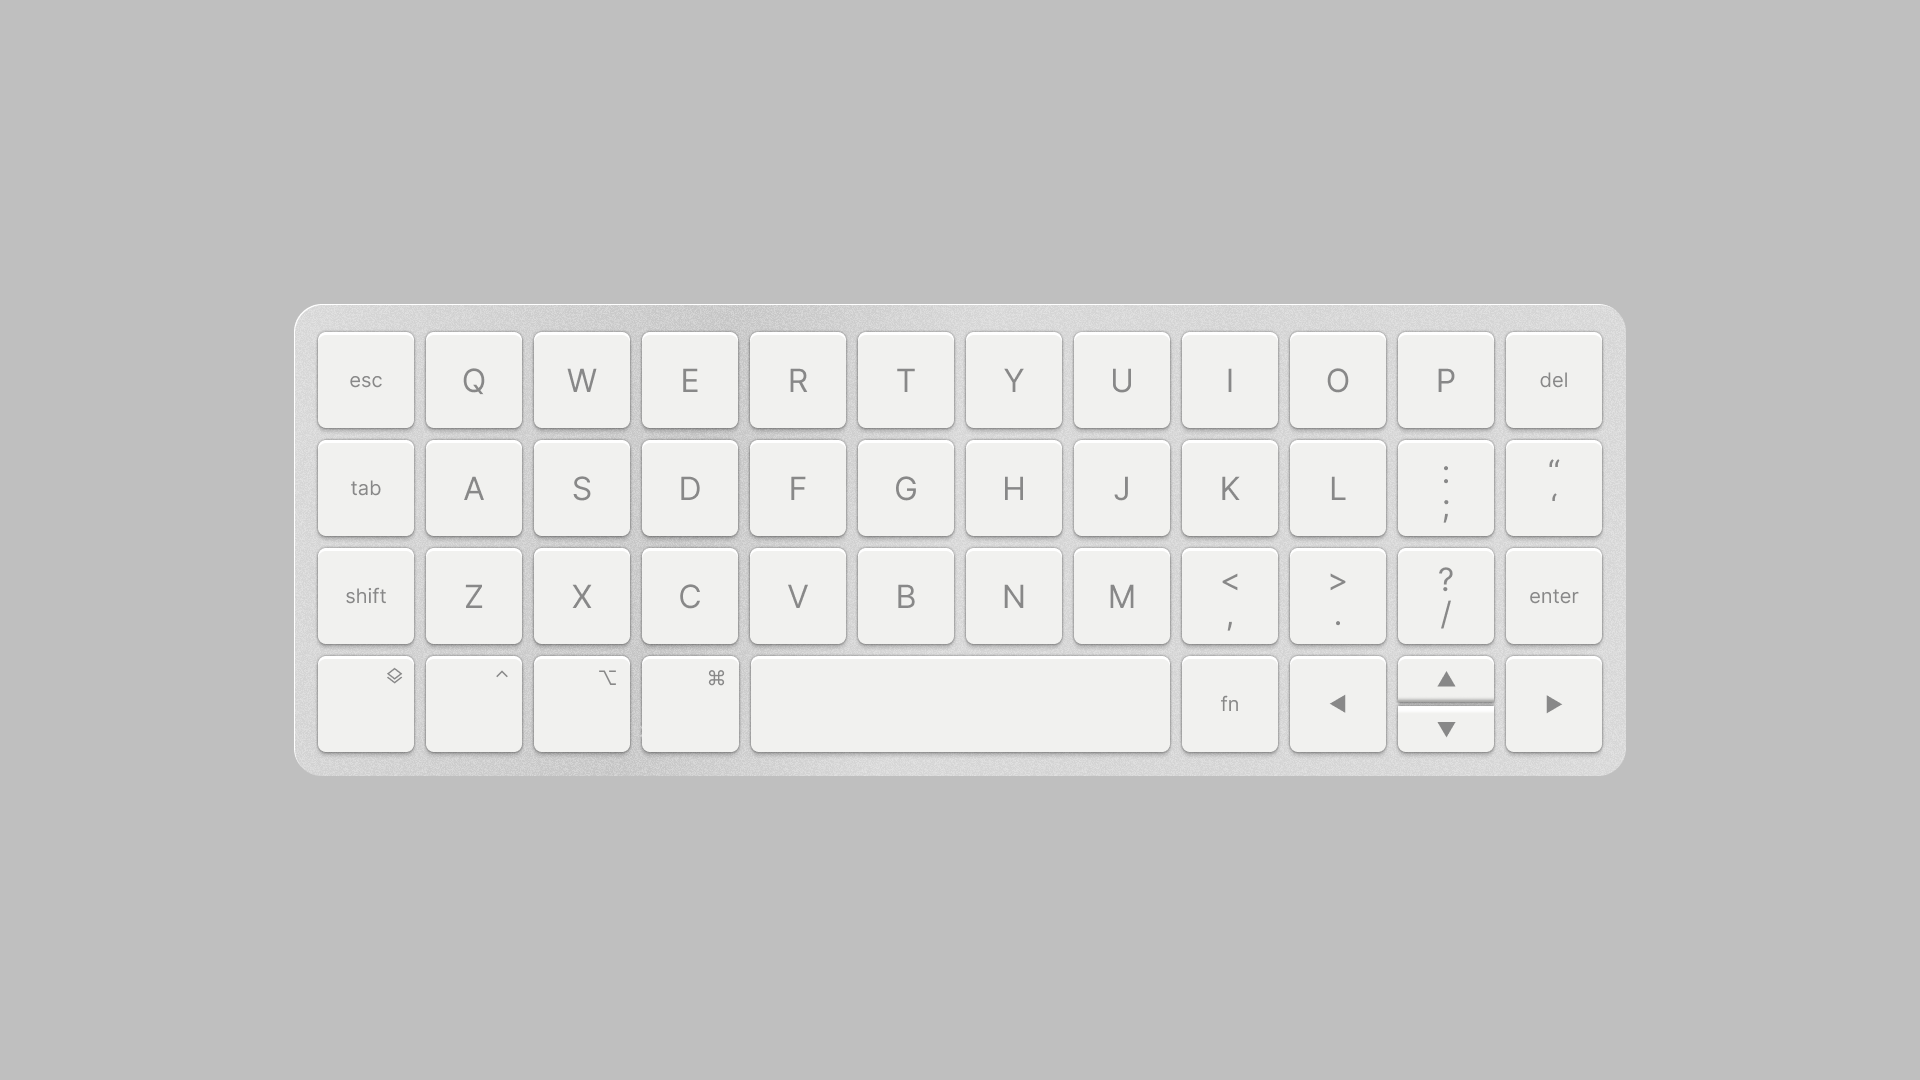 esc Q W E R T Y U I O P del
tab A S D F G H J K L : “
; ‘
shift Z X C V B N M < > ? enter
, . /
^ ⌥ ⌘ fn ◀ ▲ ▶
▼